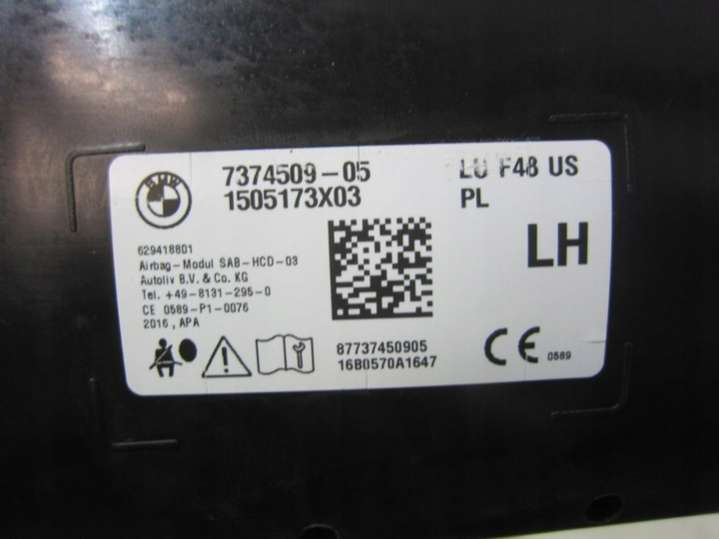 BMW
7374509-05
1505173X03
LU F48 US
PL
LH
629418801
Airbag-Modul SAB-HCD-03
Autoliv B.V. & Co. KG
Tel. +49-8131-295-0
CE 0589-P1-0076
2016, APA
87737450905
16B0570A1647
CE 0589